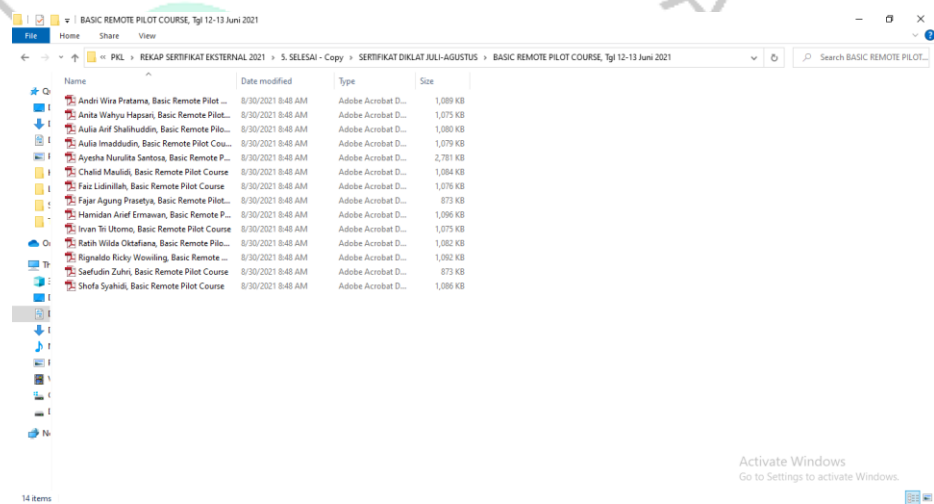 BASIC REMOTE PILOT COURSE, Tgl 12-13 Juni 2021
File Home Share View
« PKL > REKAP SERTIFIKAT EKSTERNAL 2021 > 5. SELESAI - Copy > SERTIFIKAT DIKLAT JULI-AGUSTUS > BASIC REMOTE PILOT COURSE, Tgl 12-13 Juni 2021 Search BASIC REMOTE PILOT...
Name Date modified Type Size
Andri Wira Pratama, Basic Remote Pilot ... 8/30/2021 8:48 AM Adobe Acrobat D... 1,089 KB
Anita Wahyu Hapsari, Basic Remote Pilot... 8/30/2021 8:48 AM Adobe Acrobat D... 1,075 KB
Aulia Arif Shalihuddin, Basic Remote Pilo... 8/30/2021 8:48 AM Adobe Acrobat D... 1,080 KB
Aulia Imaddudin, Basic Remote Pilot Cou... 8/30/2021 8:48 AM Adobe Acrobat D... 1,079 KB
Ayesha Nurulita Santosa, Basic Remote P... 8/30/2021 8:48 AM Adobe Acrobat D... 2,781 KB
Chalid Maulidi, Basic Remote Pilot Course 8/30/2021 8:48 AM Adobe Acrobat D... 1,084 KB
Faiz Lidinillah, Basic Remote Pilot Course 8/30/2021 8:48 AM Adobe Acrobat D... 1,076 KB
Fajar Agung Prasetya, Basic Remote Pilot... 8/30/2021 8:48 AM Adobe Acrobat D... 873 KB
Hamidan Arief Ermawan, Basic Remote P... 8/30/2021 8:48 AM Adobe Acrobat D... 1,096 KB
Irvan Tri Utomo, Basic Remote Pilot Course 8/30/2021 8:48 AM Adobe Acrobat D... 1,075 KB
Ratih Wilda Oktafiana, Basic Remote Pilo... 8/30/2021 8:48 AM Adobe Acrobat D... 1,082 KB
Rignaldo Ricky Wowiling, Basic Remote ... 8/30/2021 8:48 AM Adobe Acrobat D... 1,092 KB
Saefudin Zuhri, Basic Remote Pilot Course 8/30/2021 8:48 AM Adobe Acrobat D... 873 KB
Shofa Syahidi, Basic Remote Pilot Course 8/30/2021 8:48 AM Adobe Acrobat D... 1,086 KB
Activate Windows
Go to Settings to activate Windows.
14 items